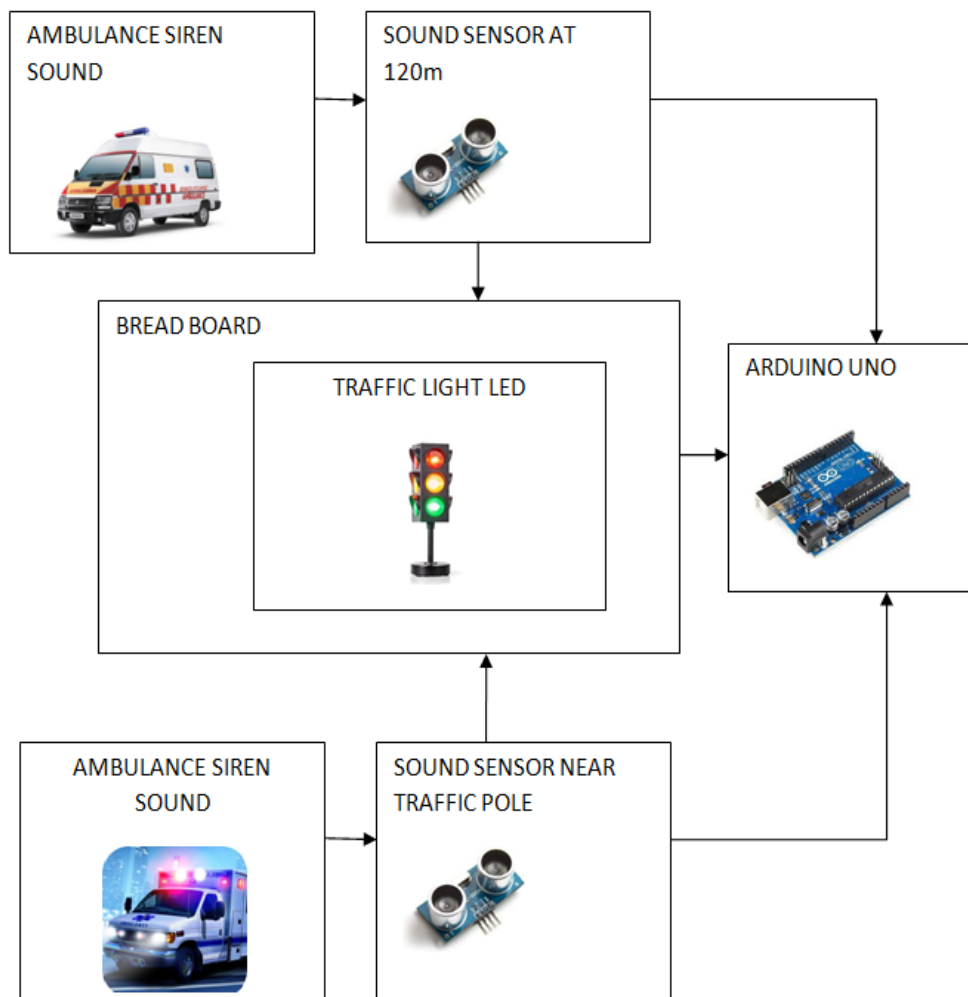 AMBULANCE SIREN
SOUND
SOUND SENSOR AT
120m
BREAD BOARD
TRAFFIC LIGHT LED
ARDUINO UNO
AMBULANCE SIREN
SOUND
SOUND SENSOR NEAR
TRAFFIC POLE